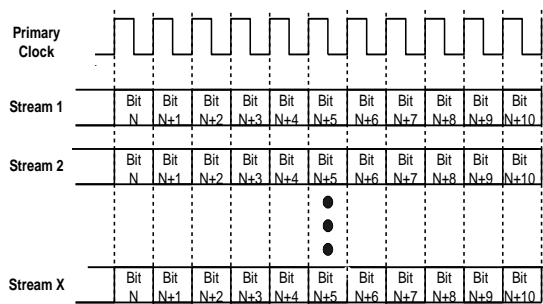 Primary
Clock
Stream 1
Bit Bit Bit Bit Bit Bit Bit Bit Bit Bit Bit
N N+1 N+2 N+3 N+4 N+5 N+6 N+7 N+8 N+9 N+10
Stream 2
Bit Bit Bit Bit Bit Bit Bit Bit Bit Bit Bit
N N+1 N+2 N+3 N+4 N+5 N+6 N+7 N+8 N+9 N+10
Stream X
Bit Bit Bit Bit Bit Bit Bit Bit Bit Bit Bit
N N+1 N+2 N+3 N+4 N+5 N+6 N+7 N+8 N+9 N+10